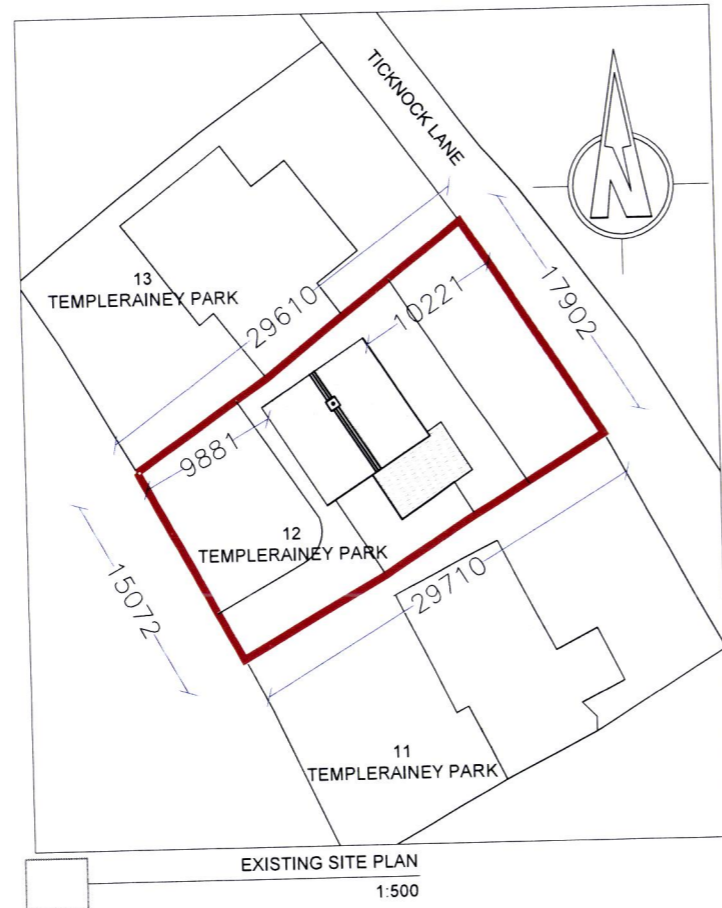 TICKNOCK LANE
N
13
TEMPLERAINEY PARK
29610
10221
17902
9881
12
TEMPLERAINEY PARK
15072
29710
11
TEMPLERAINEY PARK
EXISTING SITE PLAN
1:500